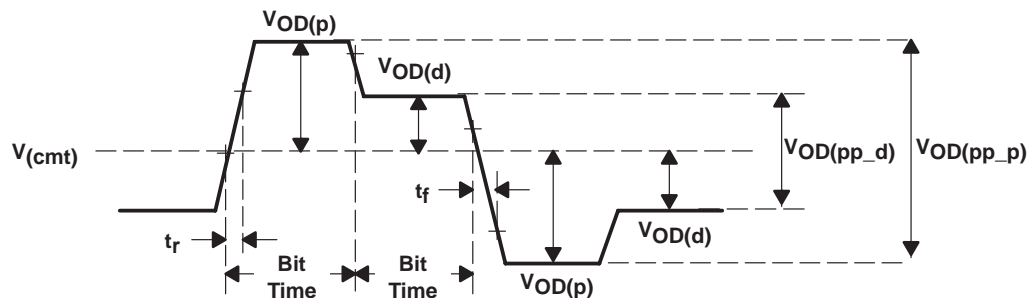 VOD(p)
VOD(d)
V(cmt)
VOD(pp_d)
VOD(pp_p)
tf
tr
VOD(d)
VOD(p)
Bit
Time
Bit
Time